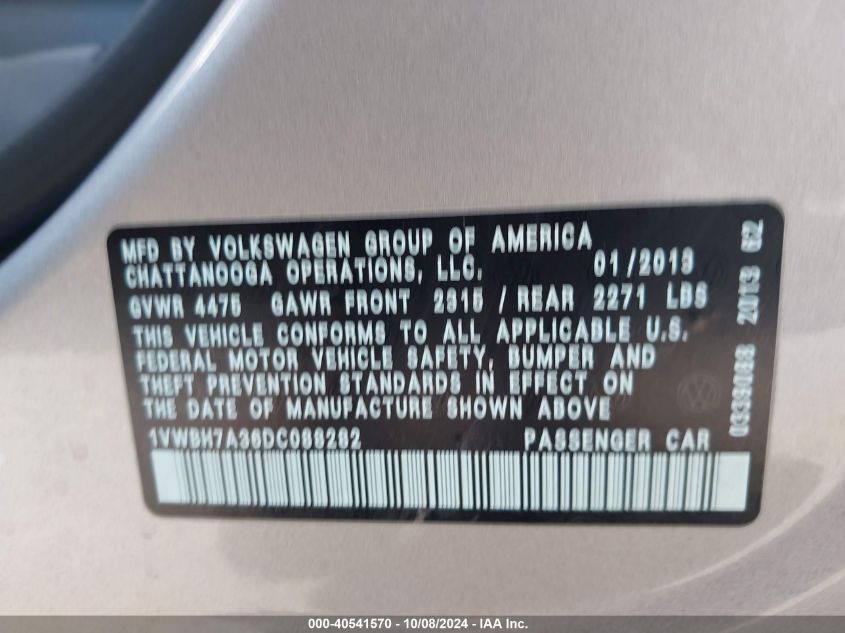 MFD BY VOLKSWAGEN GROUP OF AMERICA
CHATTANOOGA OPERATIONS, LLC. 01/2013
GVWR 4475 GAWR FRONT 2315 / REAR 2271 LBS
THIS VEHICLE CONFORMS TO ALL APPLICABLE U.S.
FEDERAL MOTOR VEHICLE SAFETY, BUMPER AND
THEFT PREVENTION STANDARDS IN EFFECT ON
THE DATE OF MANUFACTURE SHOWN ABOVE
1VWBH7A36DC088282 PASSENGER CAR
2013
000-40541570 - 10/08/2024 - IAA Inc.